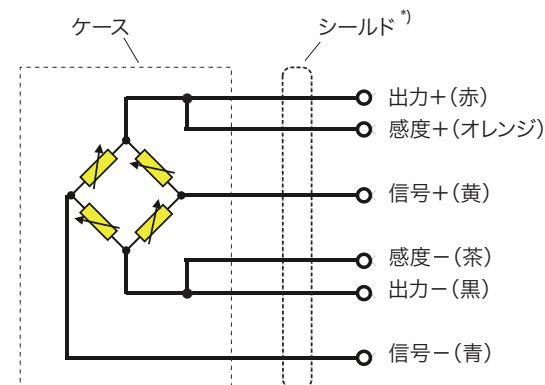 ケース
シールド*)
出力+(赤)
感度+(オレンジ)
信号+(黄)
感度-(茶)
出力-(黒)
信号-(青)